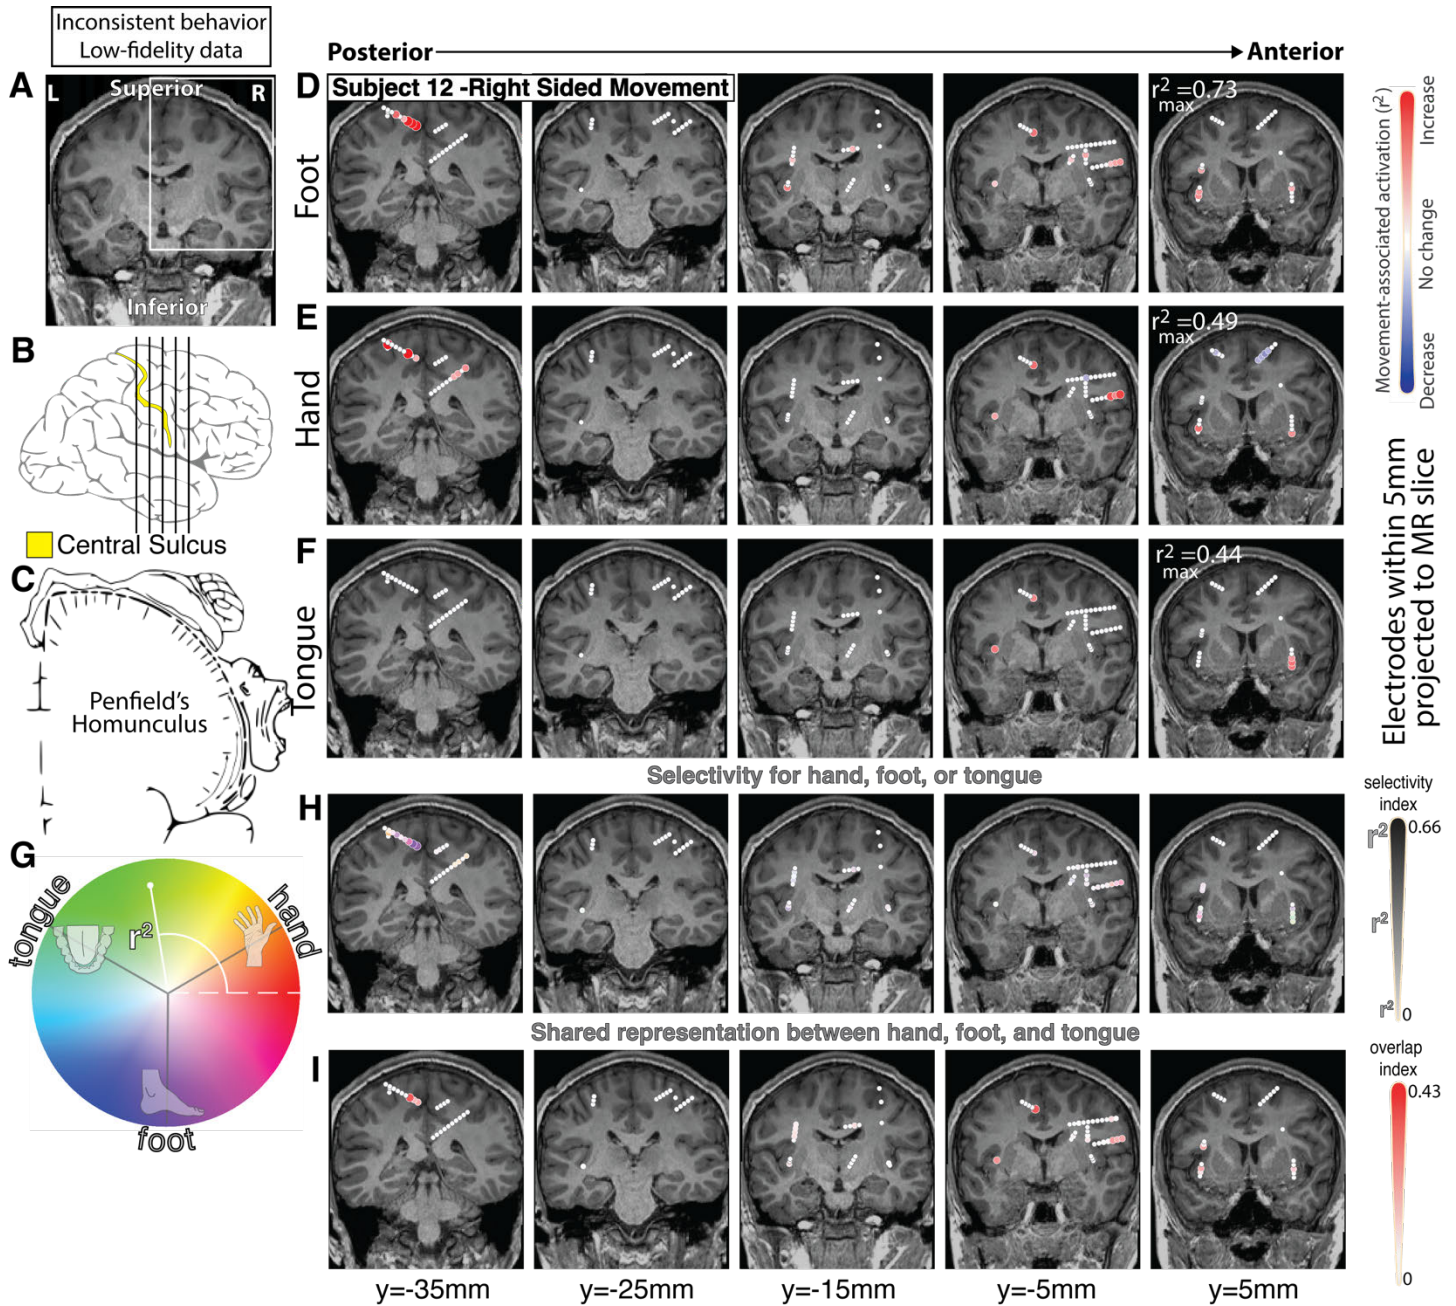 Inconsistent behavior
Low-fidelity data
Posterior
Anterior
A
Superior
L
R
Inferior
B
Central Sulcus
C
Penfield's
Homunculus
G
tongue
hand
r²
foot
D
Subject 12 -Right Sided Movement
r² =0.73
max
Foot
E
r² =0.49
max
Hand
F
r² =0.44
max
Tongue
Selectivity for hand, foot, or tongue
H
Shared representation between hand, foot, and tongue
I
y=-35mm
y=-25mm
y=-15mm
y=-5mm
y=5mm
Movement-associated activation (r²)
Increase
No change
Decrease
Electrodes within 5mm
projected to MR slice
selectivity
index
r²
0.66
r²
r²
0
overlap
index
0.43
0